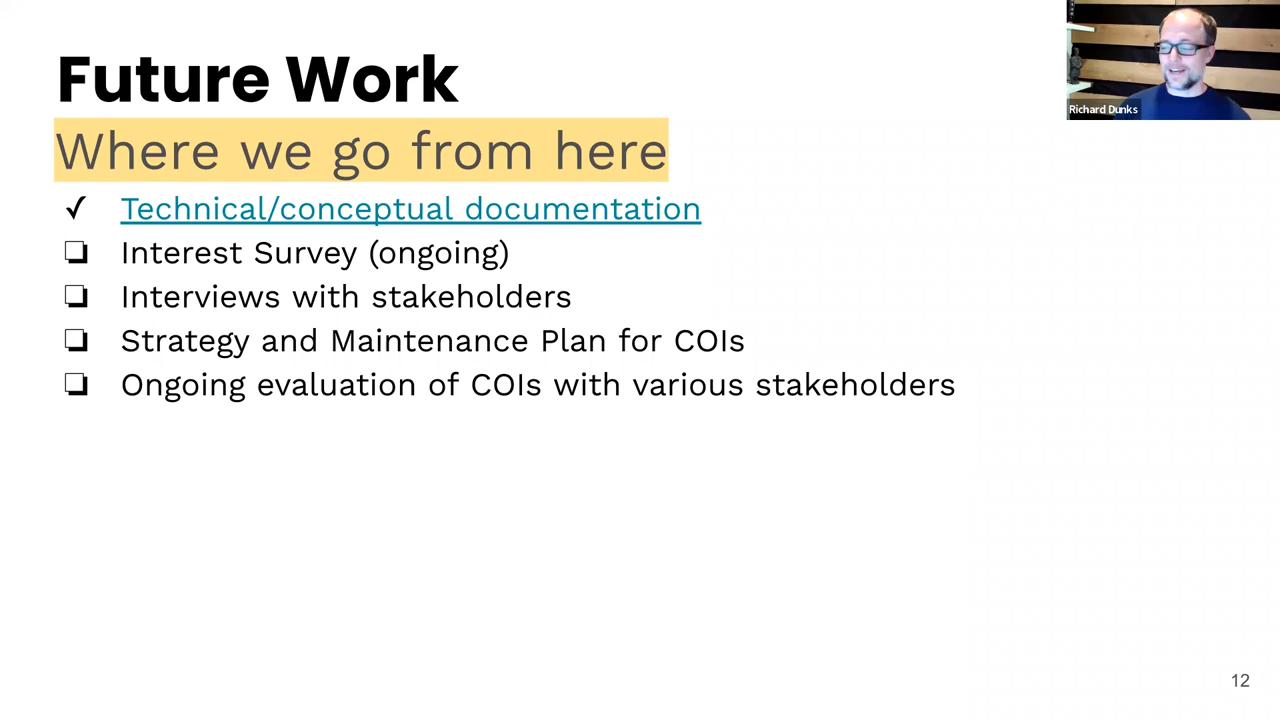 Future Work
Where we go from here
✓ Technical/conceptual documentation
❏ Interest Survey (ongoing)
❏ Interviews with stakeholders
❏ Strategy and Maintenance Plan for COIs
❏ Ongoing evaluation of COIs with various stakeholders
Richard Dunks
12